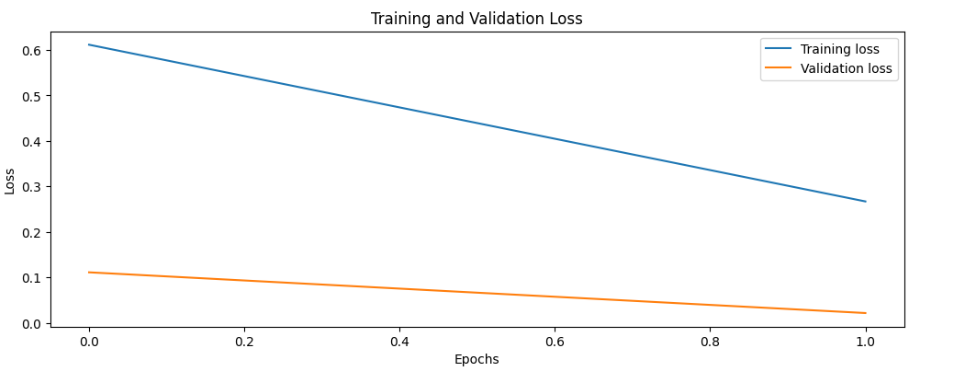 Training and Validation Loss
Training loss
Validation loss
0.6
0.5
0.4
0.3
0.2
0.1
0.0
Loss
0.0 0.2 0.4 0.6 0.8 1.0
Epochs